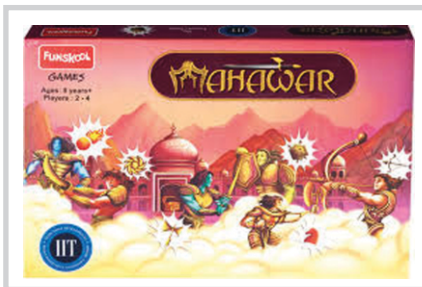 FUNSKOOL
GAMES
Ages: 8 years+
Players: 2 - 4
MAHAWAR
IIT